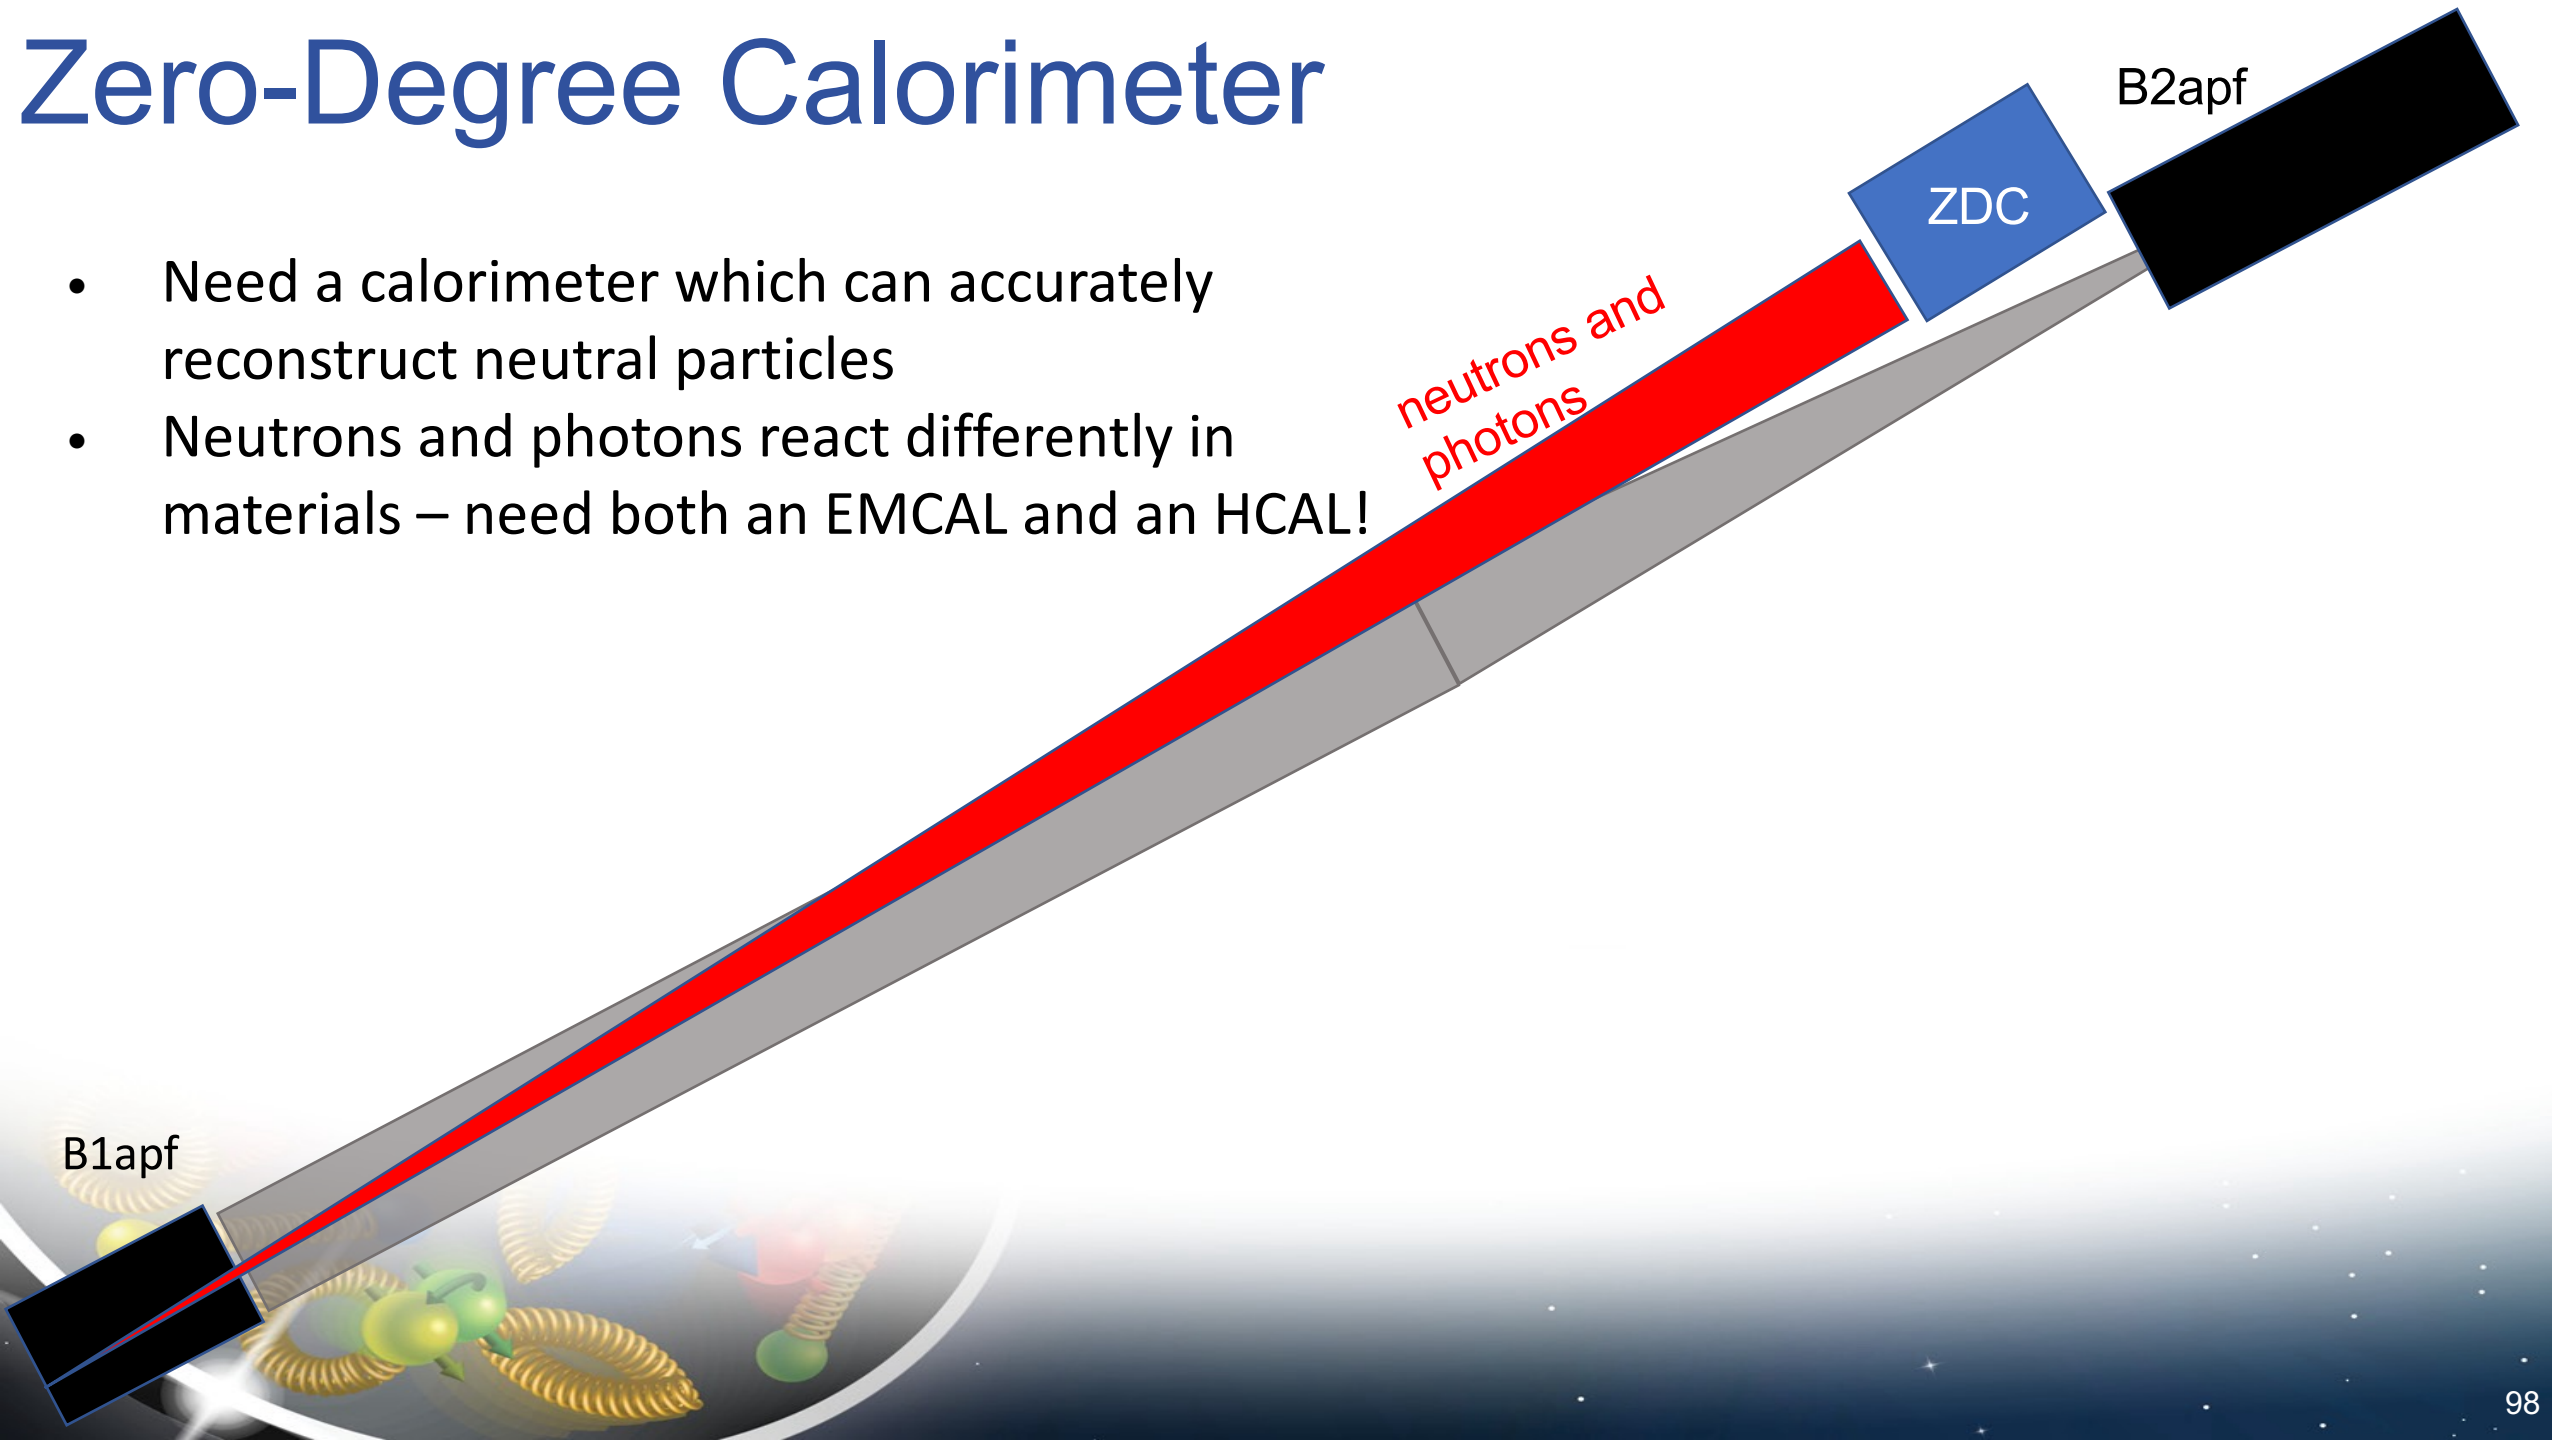 Zero-Degree Calorimeter
B2apf
ZDC
• Need a calorimeter which can accurately
reconstruct neutral particles
• Neutrons and photons react differently in
materials – need both an EMCAL and an HCAL!
neutrons and
photons
B1apf
98